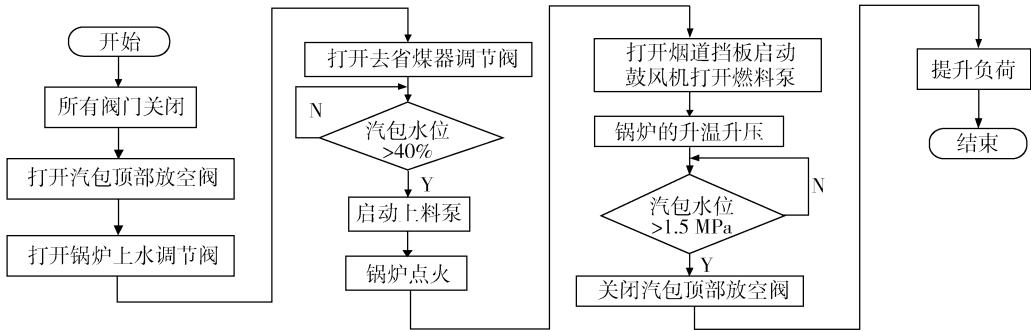 开始
所有阀门关闭
打开汽包顶部放空阀
打开锅炉上水调节阀
打开去省煤器调节阀
N
汽包水位
>40%
Y
启动上料泵
锅炉点火
打开烟道挡板启动
鼓风机打开燃料泵
锅炉的升温升压
N
汽包水位
>1.5 MPa
Y
关闭汽包顶部放空阀
提升负荷
结束